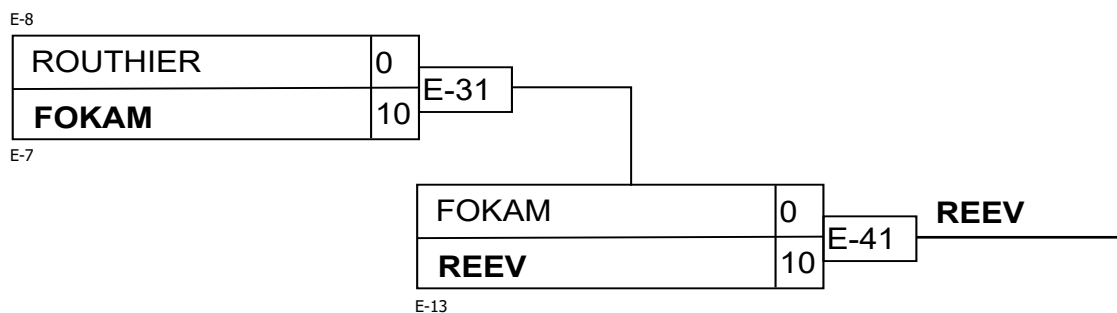 E-8
ROUTHIER 0
E-31
FOKAM 10
E-7
FOKAM 0
REEV
E-41
REEV 10
E-13